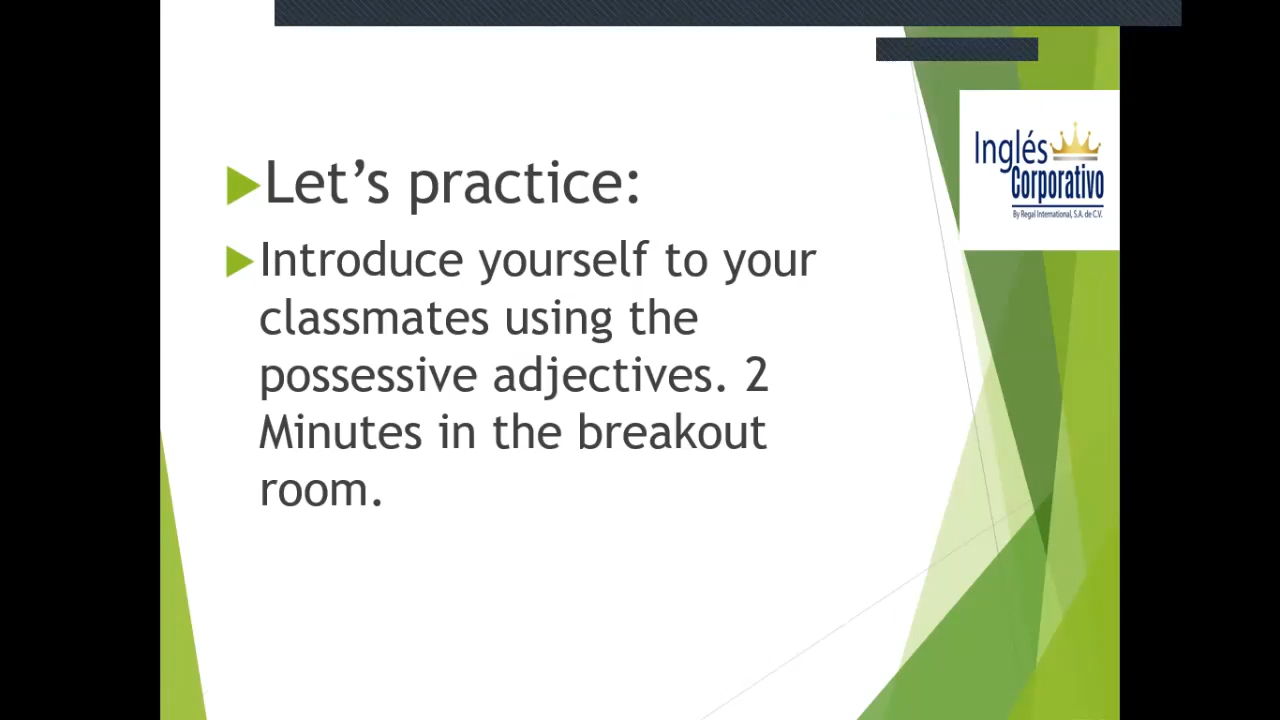 Let’s practice:
Introduce yourself to your
classmates using the
possessive adjectives. 2
Minutes in the breakout
room.
Inglés
Corporativo
By Regal International, S.A. de C.V.